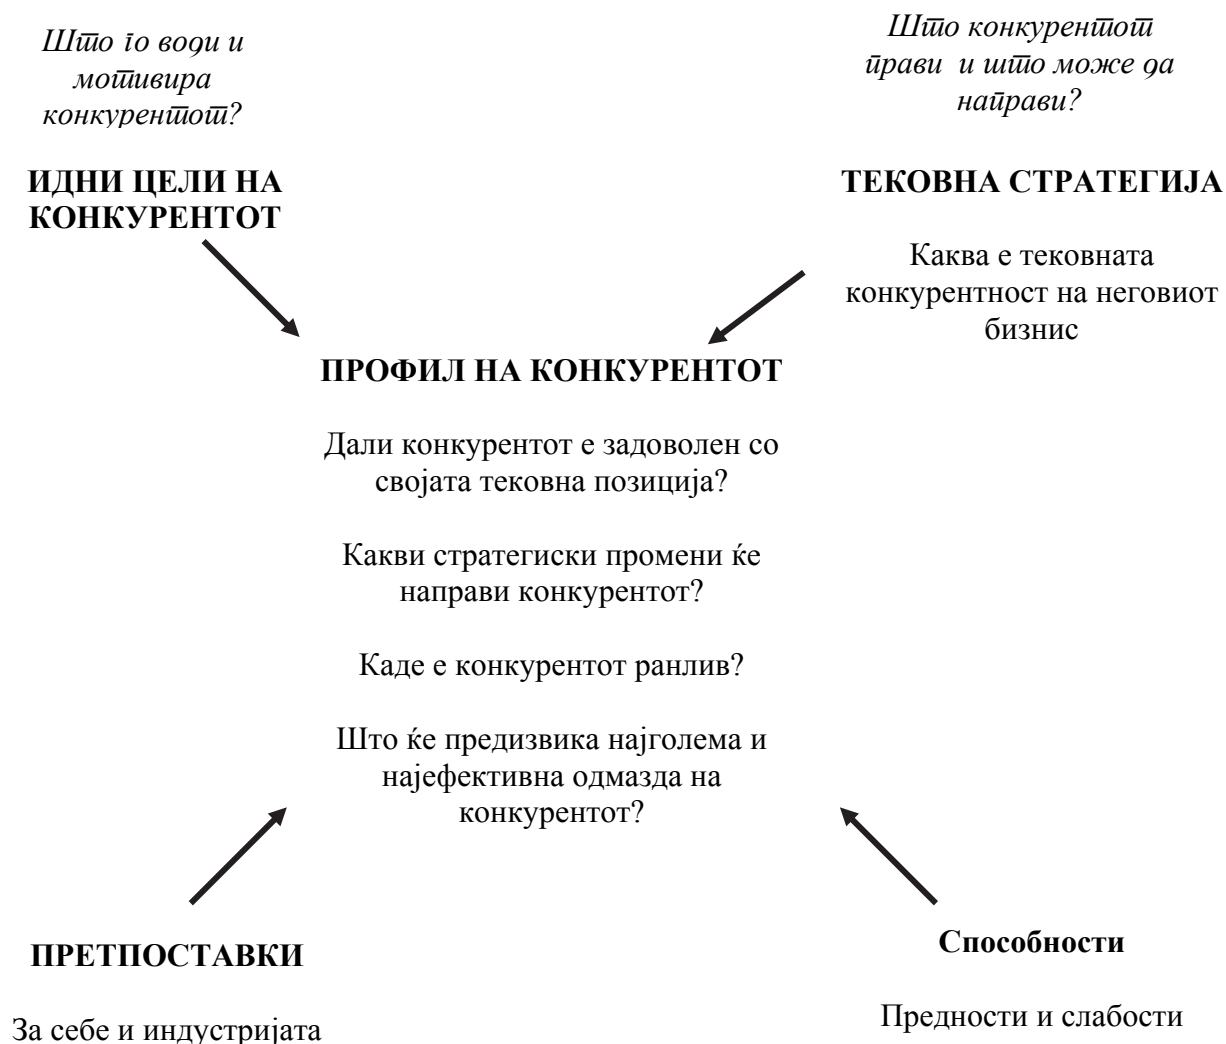 Што го води и
мотивира
конкурентот?
ИДНИ ЦЕЛИ НА
КОНКУРЕНТОТ
Што конкурентот
прави и што може да
направи?
ТЕКОВНА СТРАТЕГИЈА
Каква е тековната
конкурентност на неговиот
бизнис
ПРОФИЛ НА КОНКУРЕНТОТ
Дали конкурентот е задоволен со
својата тековна позиција?
Какви стратегиски промени ќе
направи конкурентот?
Каде е конкурентот ранлив?
Што ќе предизвика најголема и
најефективна одмазда на
конкурентот?
ПРЕТПОСТАВКИ
За себе и индустријата
Способности
Предности и слабости